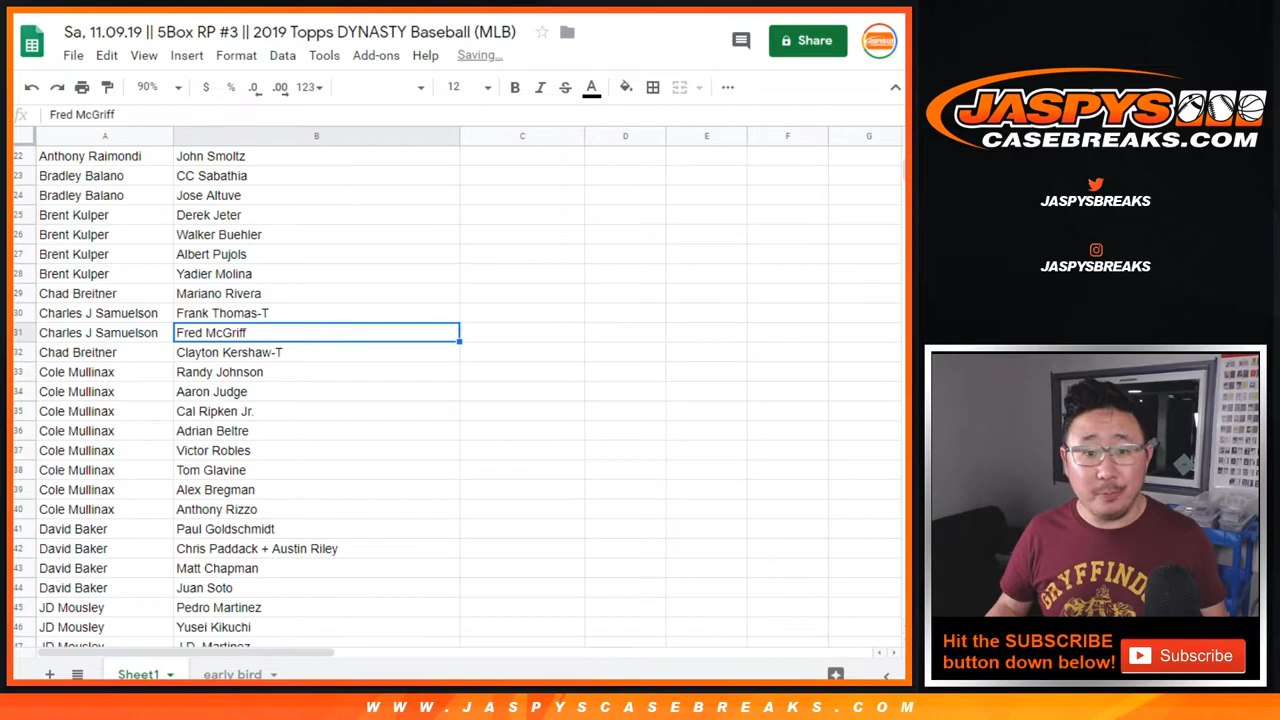 Sa, 11.09.19 || 5Box RP #3 || 2019 Topps DYNASTY Baseball (MLB)
Share
File Edit View Insert Format Data Tools Add-ons Help Saving...
90% $ % .0 .00 123 12 B I S A
fx Fred McGriff
A B C D E F G
22 Anthony Raimondi John Smoltz
23 Bradley Balano CC Sabathia
24 Bradley Balano Jose Altuve
25 Brent Kulper Derek Jeter
26 Brent Kulper Walker Buehler
27 Brent Kulper Albert Pujols
28 Brent Kulper Yadier Molina
29 Chad Breitner Mariano Rivera
30 Charles J Samuelson Frank Thomas-T
31 Charles J Samuelson Fred McGriff
32 Chad Breitner Clayton Kershaw-T
33 Cole Mullinax Randy Johnson
34 Cole Mullinax Aaron Judge
35 Cole Mullinax Cal Ripken Jr.
36 Cole Mullinax Adrian Beltre
37 Cole Mullinax Victor Robles
38 Cole Mullinax Tom Glavine
39 Cole Mullinax Alex Bregman
40 Cole Mullinax Anthony Rizzo
41 David Baker Paul Goldschmidt
42 David Baker Chris Paddack + Austin Riley
43 David Baker Matt Chapman
44 David Baker Juan Soto
45 JD Mousley Pedro Martinez
46 JD Mousley Yusei Kikuchi
47 JD Mousley J.D. Martinez
Sheet1 early bird
JASPYS
CASEBREAKS.COM
JASPYSBREAKS
JASPYSBREAKS
GRYFFINDO
Hit the SUBSCRIBE
button down below!
Subscribe
WWW.JASPYSCASEBREAKS.COM